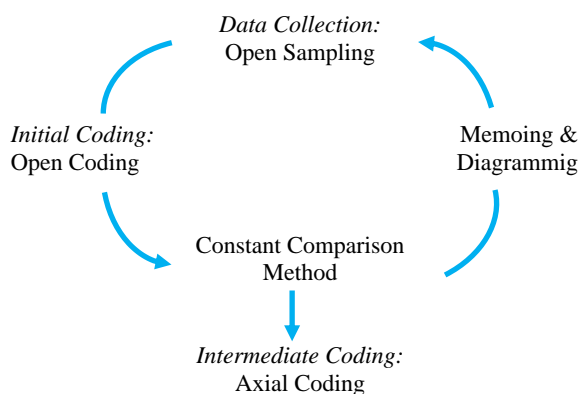 Data Collection:
Open Sampling
Initial Coding:
Open Coding
Memoing &
Diagrammig
Constant Comparison
Method
Intermediate Coding:
Axial Coding